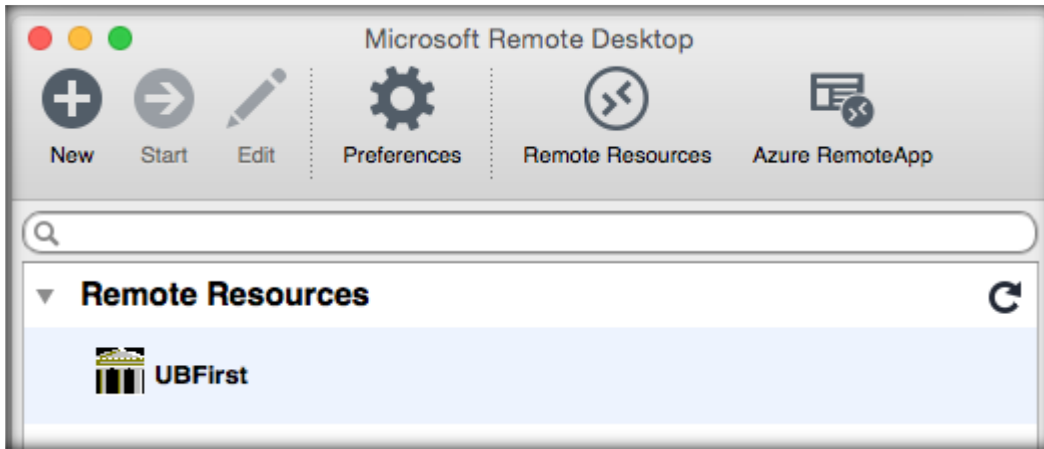 Microsoft Remote Desktop
New Start Edit Preferences Remote Resources Azure RemoteApp
Remote Resources
UBFirst